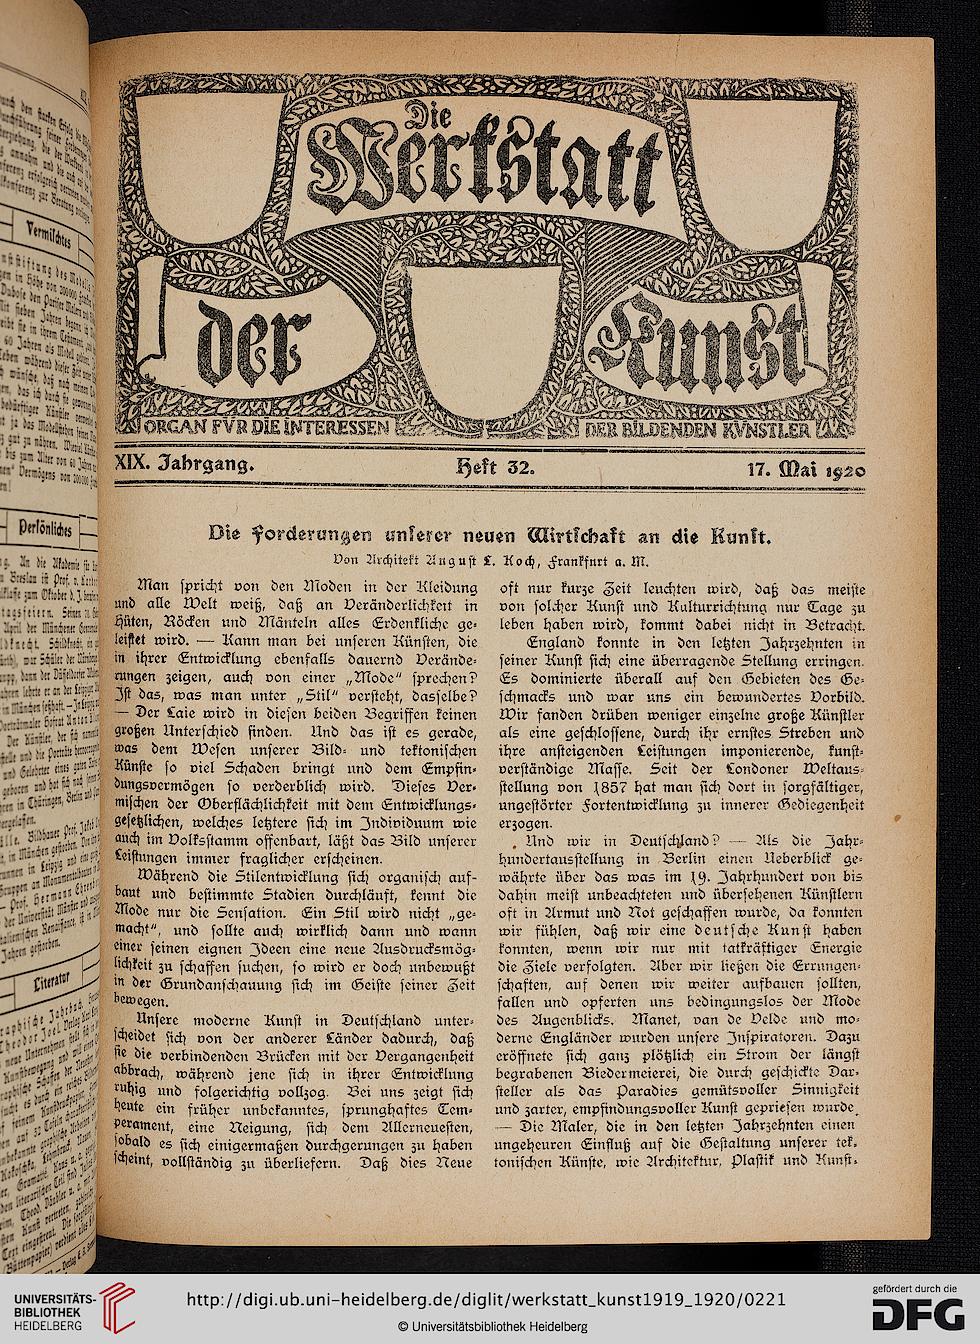 Die
Werkstatt
der
Kunst
ORGAN FVR DIE INTERESSEN
DER BILDENDEN KVNSTLER
XIX. Jahrgang.
Heft 32.
17. Mai 1920
Die Forderungen unserer neuen Wirtschaft an die Kunst.
Von Architekt August L. Koch, Frankfurt a. M.
Man spricht von den Moden in der Kleidung
und alle Welt weiß, daß an Veränderlichkeit in
Hüten, Röcken und Mänteln alles Erdenkliche ge-
leistet wird. — Kann man bei unseren Künsten, die
in ihrer Entwicklung ebenfalls dauernd Verände-
rungen zeigen, auch von einer „Mode" sprechen?
Ist das, was man unter „Stil" versteht, dasselbe?
— Der Laie wird in diesen beiden Begriffen keinen
großen Unterschied finden. Und das ist es gerade,
was dem Wesen unserer Bild- und tektonischen
Künste so viel Schaden bringt und dem Empfin-
dungsvermögen so verderblich wird. Dieses Ver-
mischen der Oberflächlichkeit mit dem Entwicklungs-
gesetzlichen, welches letztere sich im Individuum wie
auch im Volksstamm offenbart, läßt das Bild unserer
Leistungen immer fraglicher erscheinen.
Während die Stilentwicklung sich organisch auf-
baut und bestimmte Stadien durchläuft, kennt die
Mode nur die Sensation. Ein Stil wird nicht „ge-
macht", und sollte auch wirklich dann und wann
einer seinen eignen Ideen eine neue Ausdrucksmög-
lichkeit zu schaffen suchen, so wird er doch unbewußt
in der Grundanschauung sich im Geiste seiner Zeit
bewegen.
Unsere moderne Kunst in Deutschland unter-
scheidet sich von der anderer Länder dadurch, daß
sie die verbindenden Brücken mit der Vergangenheit
abbrach, während jene sich in ihrer Entwicklung
ruhig und folgerichtig vollzog. Bei uns zeigt sich
heute ein früher unbekanntes, sprunghaftes Tem-
perament, eine Neigung, sich dem Allerneuesten,
sobald es sich einigermaßen durchgerungen zu haben
scheint, vollständig zu überliefern. Daß dies Neue
oft nur kurze Zeit leuchten wird, daß das meiste
von solcher Kunst und Kulturrichtung nur Tage zu
leben haben wird, kommt dabei nicht in Betracht.
England konnte in den letzten Jahrzehnten in
seiner Kunst sich eine überragende Stellung erringen.
Es dominierte überall auf den Gebieten des Ge-
schmacks und war uns ein bewundertes Vorbild.
Wir fanden drüben weniger einzelne große Künstler
als eine geschlossene, durch ihr ernstes Streben und
ihre ansteigenden Leistungen imponierende, kunst-
verständige Masse. Seit der Londoner Weltaus-
stellung von 1857 hat man sich dort in sorgfältiger,
ungestörter Fortentwicklung zu innerer Gediegenheit
erzogen.
Und wir in Deutschland? — Als die Jahr-
hundertausstellung in Berlin einen Ueberblick ge-
währte über das was im 19. Jahrhundert von bis
dahin meist unbeachteten und übersehenen Künstlern
oft in Armut und Not geschaffen wurde, da konnten
wir fühlen, daß wir eine deutsche Kunst haben
konnten, wenn wir nur mit tatkräftiger Energie
die Ziele verfolgten. Aber wir ließen die Errungen-
schaften, auf denen wir weiter aufbauen sollten,
fallen und opferten uns bedingungslos der Mode
des Augenblicks. Manet, van de Velde und mo-
derne Engländer wurden unsere Inspiratoren. Dazu
eröffnete sich ganz plötzlich ein Strom der längst
begrabenen Biedermeierei, die durch geschickte Dar-
steller als das Paradies gemütsvoller Sinnigkeit
und zarter, empfindungsvoller Kunst gepriesen wurde.
— Die Maler, die in den letzten Jahrzehnten einen
ungeheuren Einfluß auf die Gestaltung unserer tek-
tonischen Künste, wie Architektur, Plastik und Kunst-
Vermischtes
Persönliches
Literatur
UNIVERSITÄTS-
BIBLIOTHEK
HEIDELBERG
http://digi.ub.uni-heidelberg.de/diglit/werkstatt_kunst1919_1920/0221
© Universitätsbibliothek Heidelberg
gefördert durch die
DFG